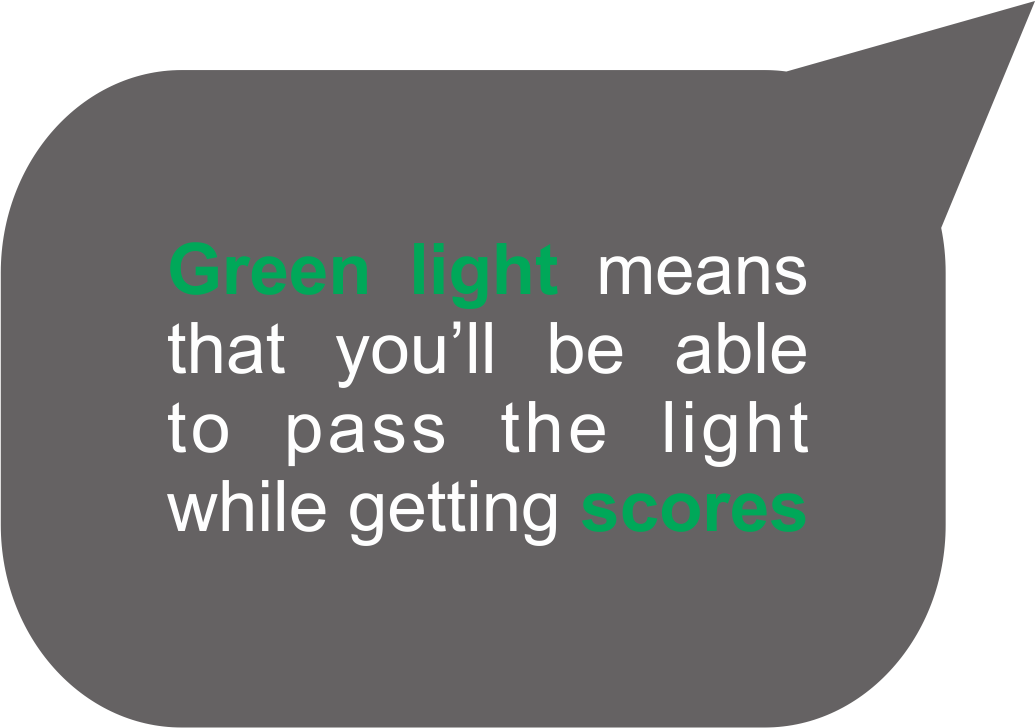 Green light means
that you’ll be able
to pass the light
while getting scores